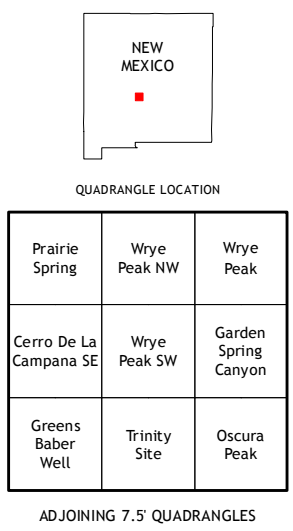 NEW
MEXICO
QUADRANGLE LOCATION
Prairie
Spring
Wrye
Peak NW
Wrye
Peak
Cerro De La
Campana SE
Wrye
Peak SW
Garden
Spring
Canyon
Greens
Baber
Well
Trinity
Site
Oscura
Peak
ADJOINING 7.5' QUADRANGLES